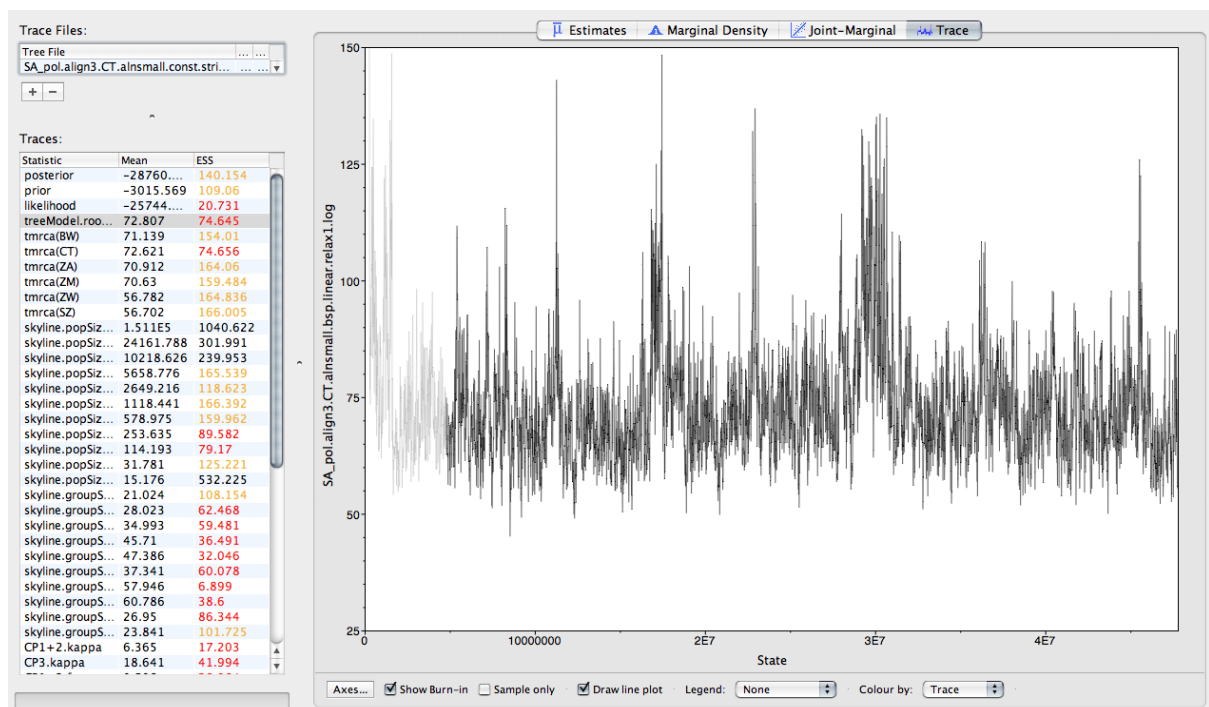 Trace Files:
Tree File ... ...
SA_pol.align3.CT.alnsmall.const.stri... ... ...
+ −
Traces:
Statistic Mean ESS
posterior -28760.... 140.154
prior -3015.569 109.06
likelihood -25744.... 20.731
treeModel.roo... 72.807 74.645
tmrca(BW) 71.139 154.01
tmrca(CT) 72.621 74.656
tmrca(ZA) 70.912 164.06
tmrca(ZM) 70.63 159.484
tmrca(ZW) 56.782 164.836
tmrca(SZ) 56.702 166.005
skyline.popSiz... 1.511E5 1040.622
skyline.popSiz... 24161.788 301.991
skyline.popSiz... 10218.626 239.953
skyline.popSiz... 5658.776 165.539
skyline.popSiz... 2649.216 118.623
skyline.popSiz... 1118.441 166.392
skyline.popSiz... 578.975 159.962
skyline.popSiz... 253.635 89.582
skyline.popSiz... 114.193 79.17
skyline.popSiz... 31.781 125.221
skyline.popSiz... 15.176 532.225
skyline.groupS... 21.024 108.154
skyline.groupS... 28.023 62.468
skyline.groupS... 34.993 59.481
skyline.groupS... 45.71 36.491
skyline.groupS... 47.386 32.046
skyline.groupS... 37.341 60.078
skyline.groupS... 57.946 6.899
skyline.groupS... 60.786 38.6
skyline.groupS... 26.95 86.344
skyline.groupS... 23.841 101.725
CP1+2.kappa 6.365 17.203
CP3.kappa 18.641 41.994
Estimates Marginal Density Joint-Marginal Trace
SA_pol.align3.CT.alnsmall.bsp.linear.relax1.log
150
125
100
75
50
25
0 10000000 2E7 3E7 4E7
State
Axes... Show Burn-in Sample only Draw line plot Legend: None Colour by: Trace